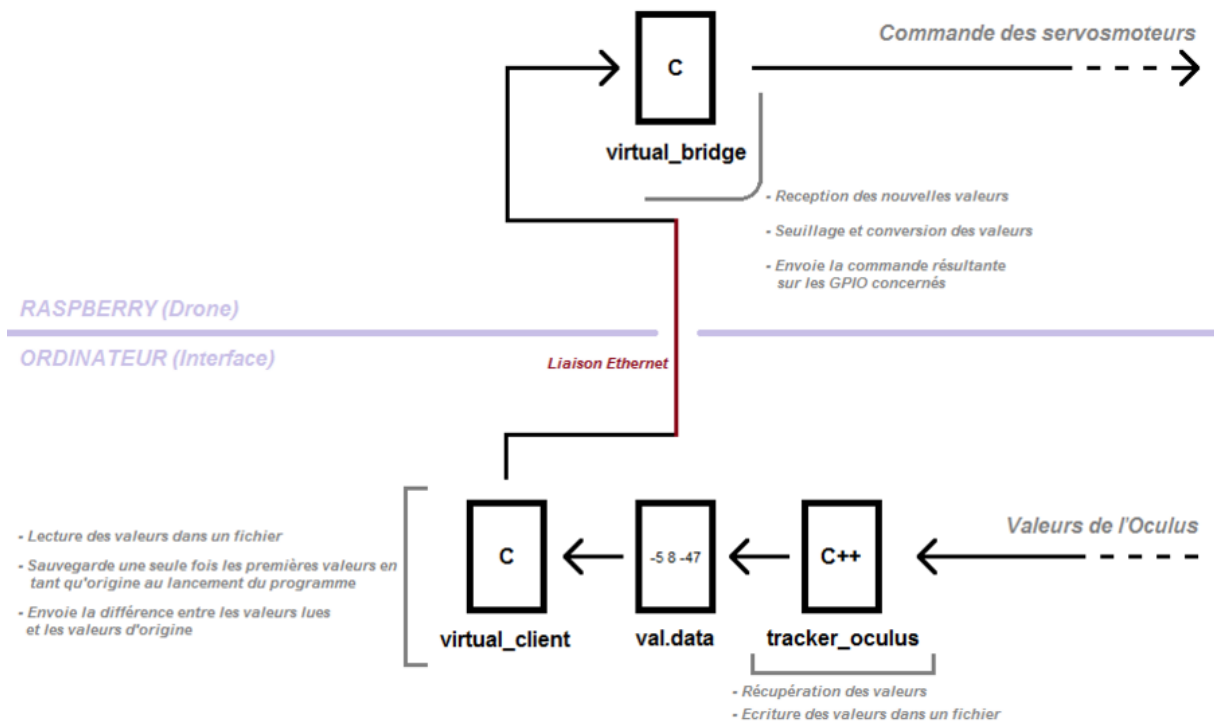 Commande des servosmoteurs
C
virtual_bridge
- Reception des nouvelles valeurs
- Seuillage et conversion des valeurs
- Envoie la commande résultante
sur les GPIO concernés
RASPBERRY (Drone)
ORDINATEUR (Interface)
Liaison Ethernet
- Lecture des valeurs dans un fichier
- Sauvegarde une seule fois les premières valeurs en
tant qu'origine au lancement du programme
- Envoie la différence entre les valeurs lues
et les valeurs d'origine
C
virtual_client
-5 8 -47
val.data
C++
tracker_oculus
Valeurs de l'Oculus
- Récupération des valeurs
- Ecriture des valeurs dans un fichier